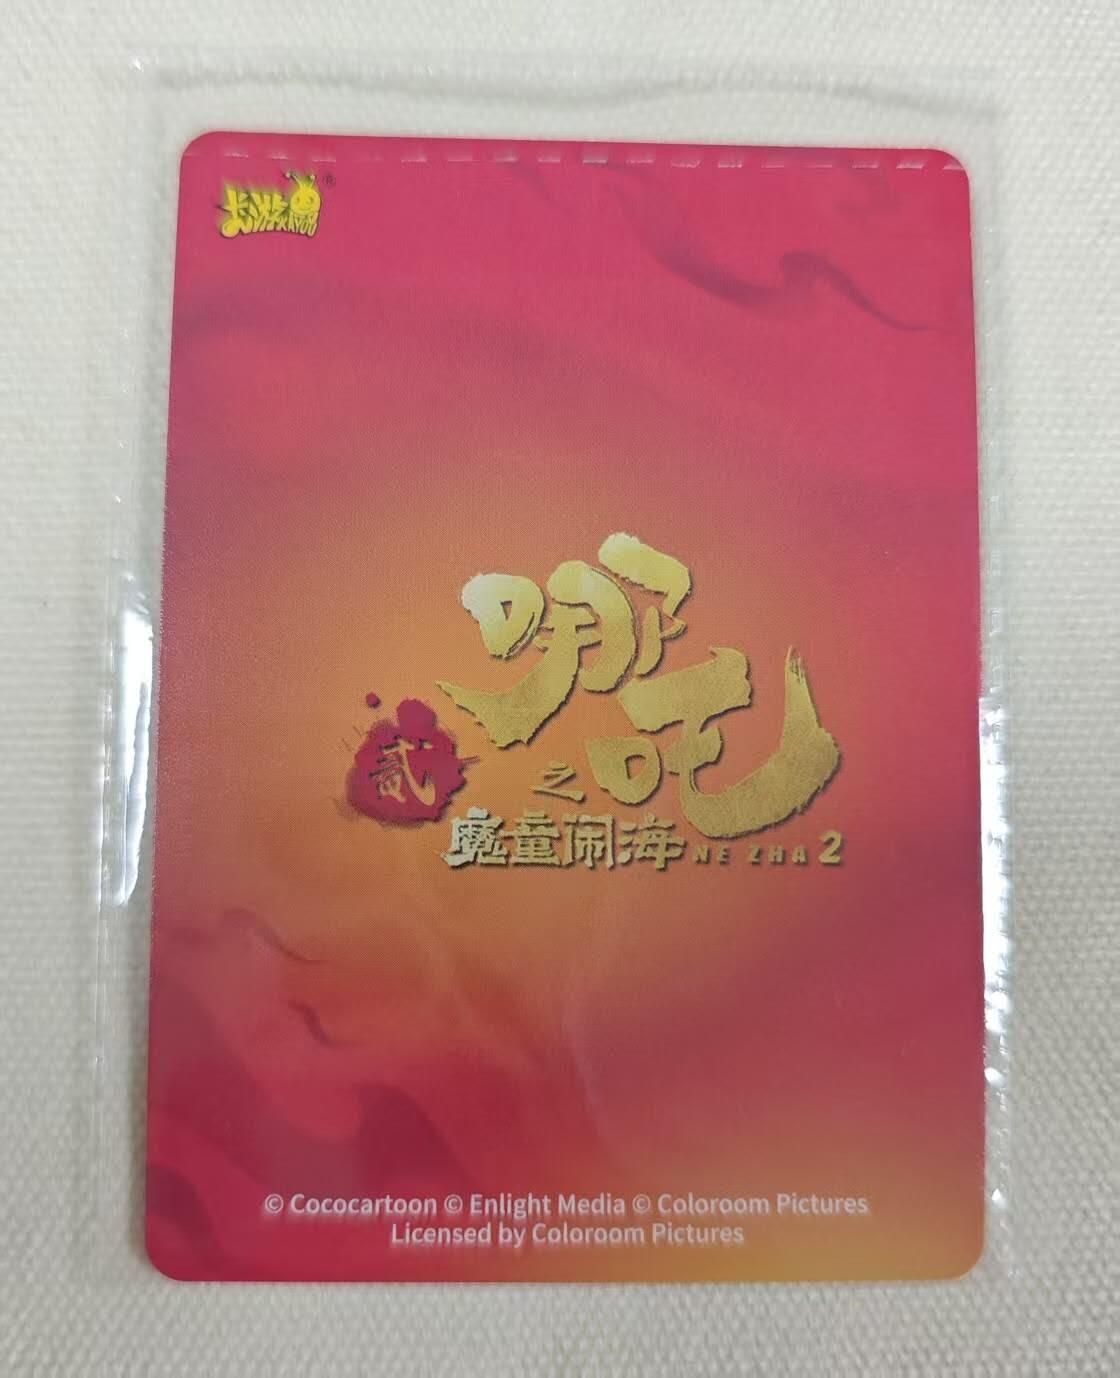 卡游 KAYOU ®
哪吒
贰
之
魔童闹海 NE ZHA 2
© Cococartoon © Enlight Media © Coloroom Pictures
Licensed by Coloroom Pictures